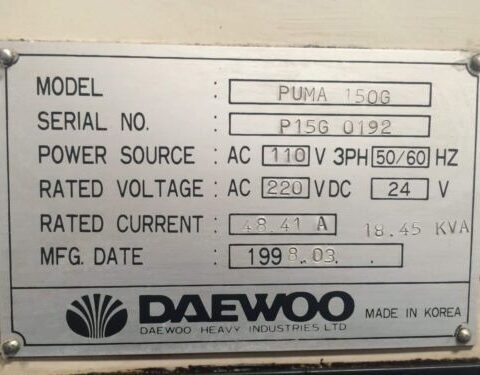 MODEL : PUMA 150G
SERIAL NO. : P15G 0192
POWER SOURCE : AC 110 V 3PH 50/60 HZ
RATED VOLTAGE : AC 220 V DC 24 V
RATED CURRENT : 48.41 A 18.45 KVA
MFG. DATE : 1998.03.
DAEWOO MADE IN KOREA
DAEWOO HEAVY INDUSTRIES LTD